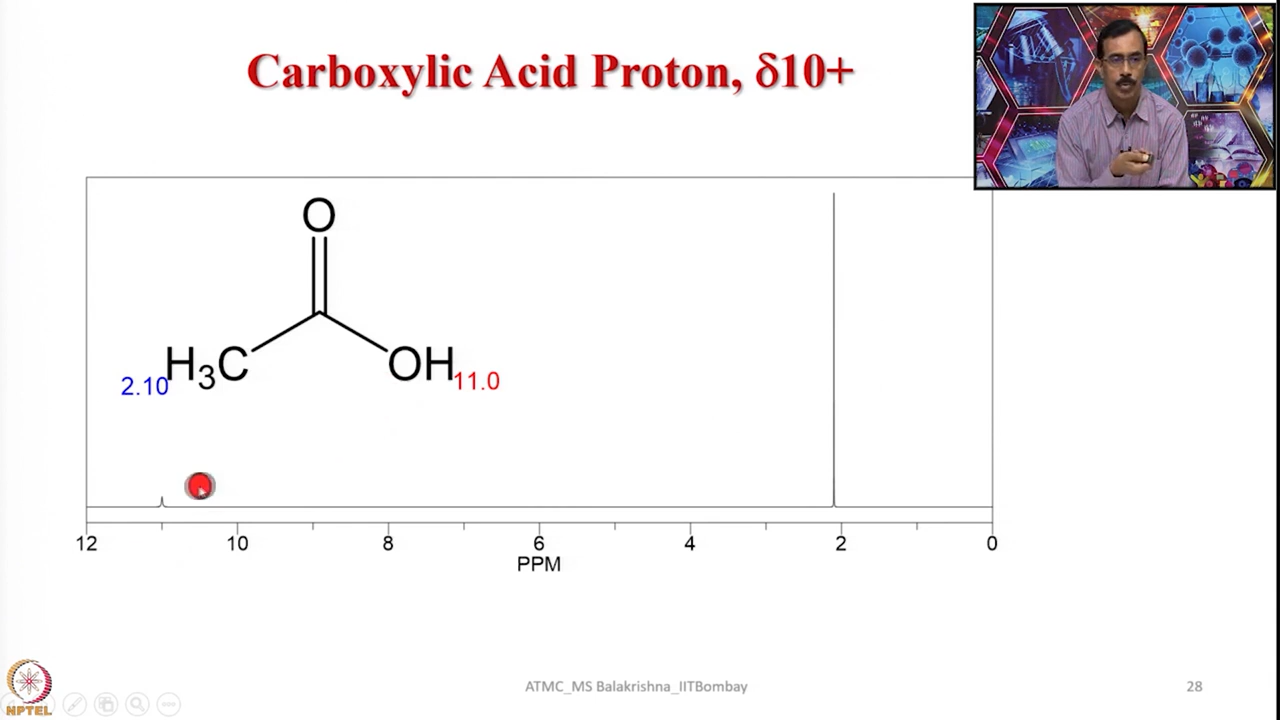 Carboxylic Acid Proton, δ10+
O
H3C
OH
2.10
11.0
12 10 8 6 4 2 0
PPM
NPTEL
ATMC_MS Balakrishna_IITBombay
28